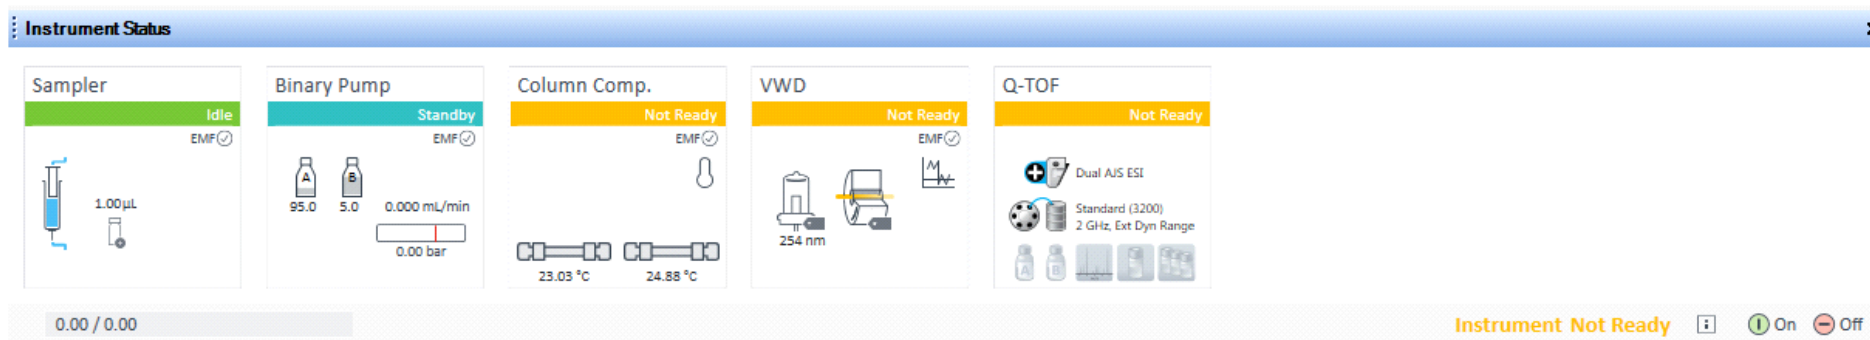 Instrument Status
Sampler
Idle
EMF
1.00 µL
Binary Pump
Standby
EMF
A B
95.0 5.0 0.000 mL/min
0.00 bar
Column Comp.
Not Ready
EMF
23.03 °C 24.88 °C
VWD
Not Ready
EMF
254 nm
Q-TOF
Not Ready
Dual AJS ESI
Standard (3200)
2 GHz, Ext Dyn Range
A B
0.00 / 0.00
Instrument Not Ready
On Off